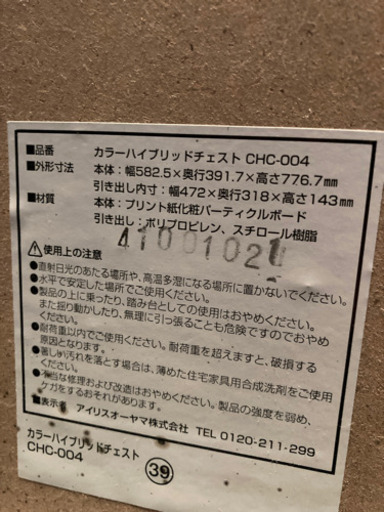 ■品番 カラーハイブリッドチェスト CHC-004
■外形寸法 本体：幅582.5×奥行391.7×高さ776.7㎜
引き出し内寸：幅472×奥行318×高さ143㎜
■材質 本体：プリント紙化粧パーティクルボード
引き出し：ポリプロピレン、スチロール樹脂
41001021
⚠使用上の注意
●直射日光のあたる場所や、高温多湿になる場所に置かないでください。
●水平で安定した場所でご使用ください。
●製品の上に乗ったり、踏み台としての使用はおやめください。
また揺り動かしたり、無理に引っ張ることも危険ですのでおやめ
ください。
●耐荷重以内でご使用ください。耐荷重を超えますと、破損する
原因となります。
●著しい汚れを落とす場合は、薄めた住宅家具用合成洗剤をご使用
ください。
●不当な修理および改造はおやめください。製品の強度を弱め、
ケガをするおそれがあります。
■表示者 アイリスオーヤマ株式会社 TEL 0120-211-299
カラーハイブリッドチェスト
CHC-004
㊴